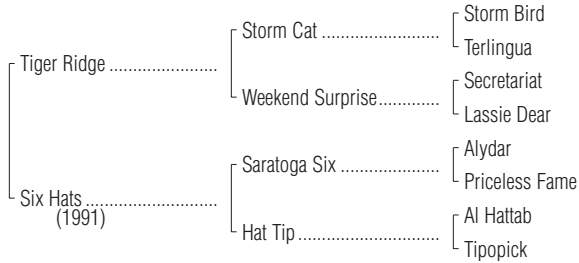 Storm Bird
Storm Cat ........................
Terlingua
Tiger Ridge ......................
Secretariat
Weekend Surprise.............
Lassie Dear
Alydar
Saratoga Six ....................
Priceless Fame
Six Hats ...........................
(1991)
Al Hattab
Hat Tip .............................
Tipopick